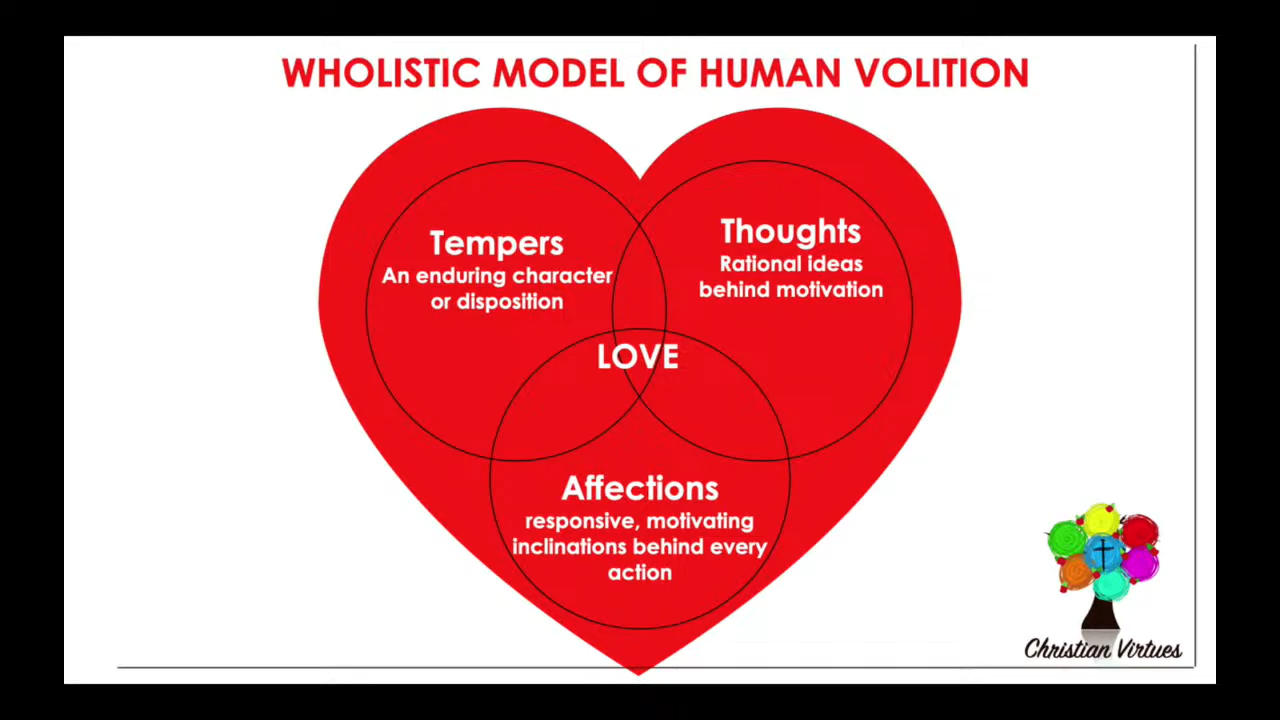 WHOLISTIC MODEL OF HUMAN VOLITION
Tempers
An enduring character
or disposition
Thoughts
Rational ideas
behind motivation
LOVE
Affections
responsive, motivating
inclinations behind every
action
Christian Virtues